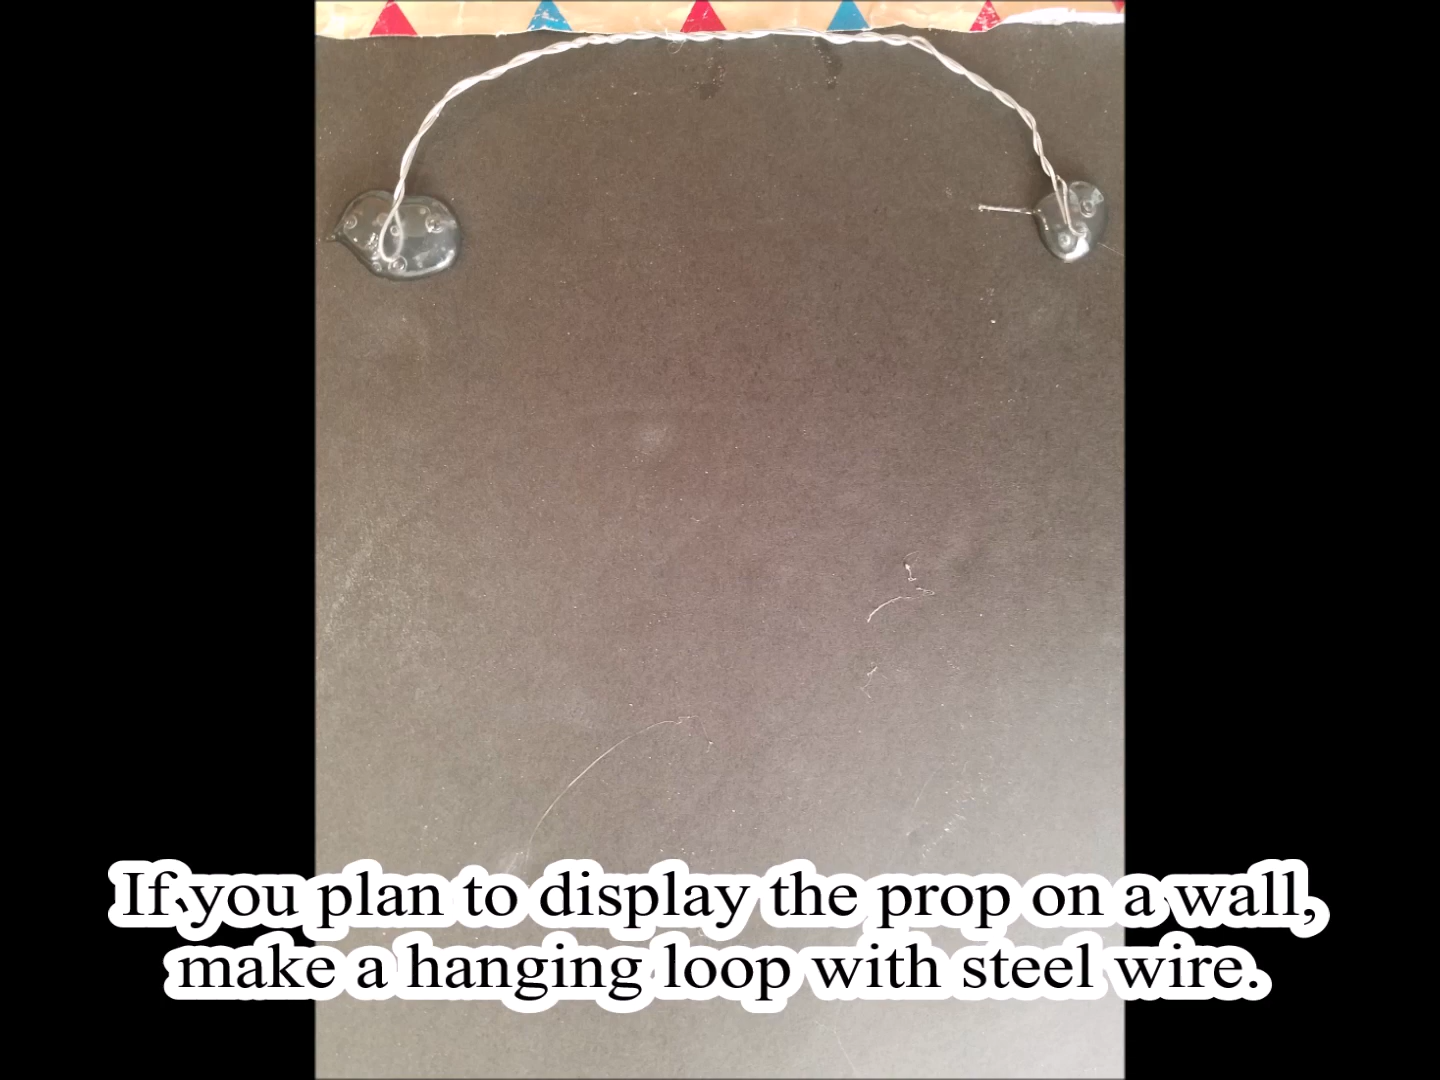 If you plan to display the prop on a wall,
make a hanging loop with steel wire.